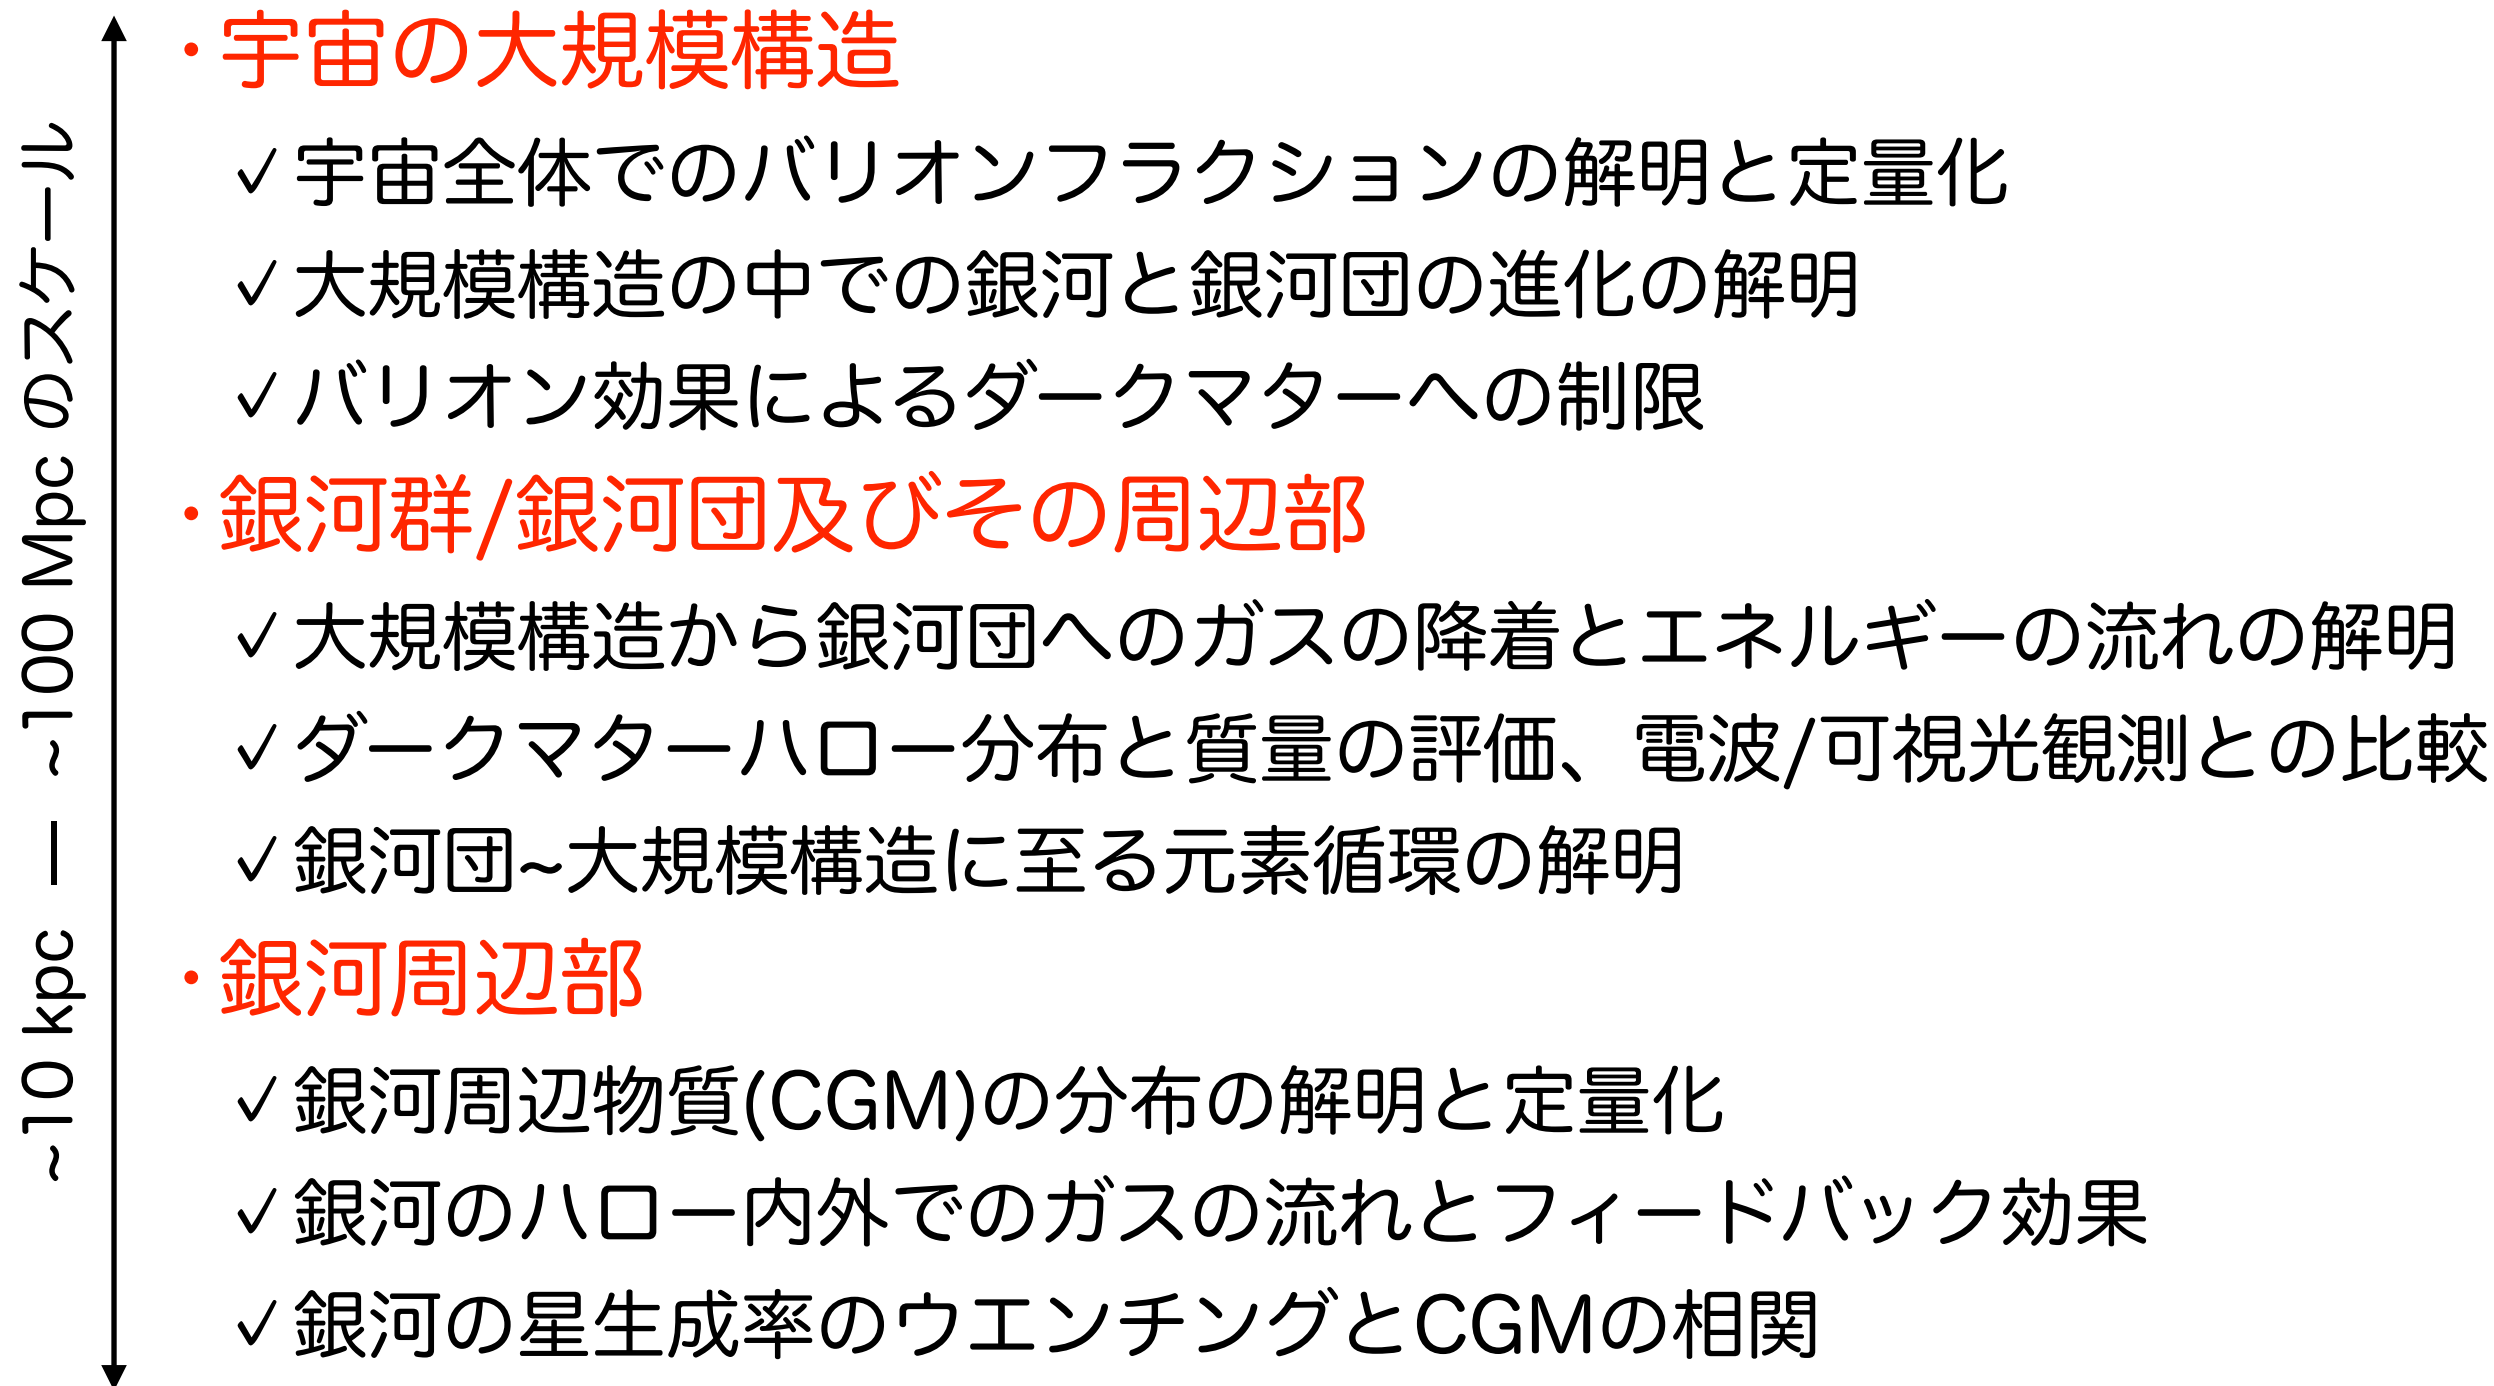 •宇宙の大規模構造
✓ 宇宙全体でのバリオンフラクションの解明と定量化
✓ 大規模構造の中での銀河と銀河団の進化の解明
✓ バリオン効果によるダークマターへの制限
•銀河群/銀河団及びその周辺部
✓ 大規模構造から銀河団へのガスの降着とエネルギーの流れの解明
✓ ダークマターハロー分布と質量の評価、電波/可視光観測との比較
✓ 銀河団~大規模構造に至る元素循環の解明
•銀河周辺部
✓ 銀河周辺物質(CGM)の分布の解明と定量化
✓ 銀河のハロー内外でのガスの流れとフィードバック効果
✓ 銀河の星生成率のウエイチングとCGMの相関
~ 10 kpc — ~ 100 Mpc のスケール